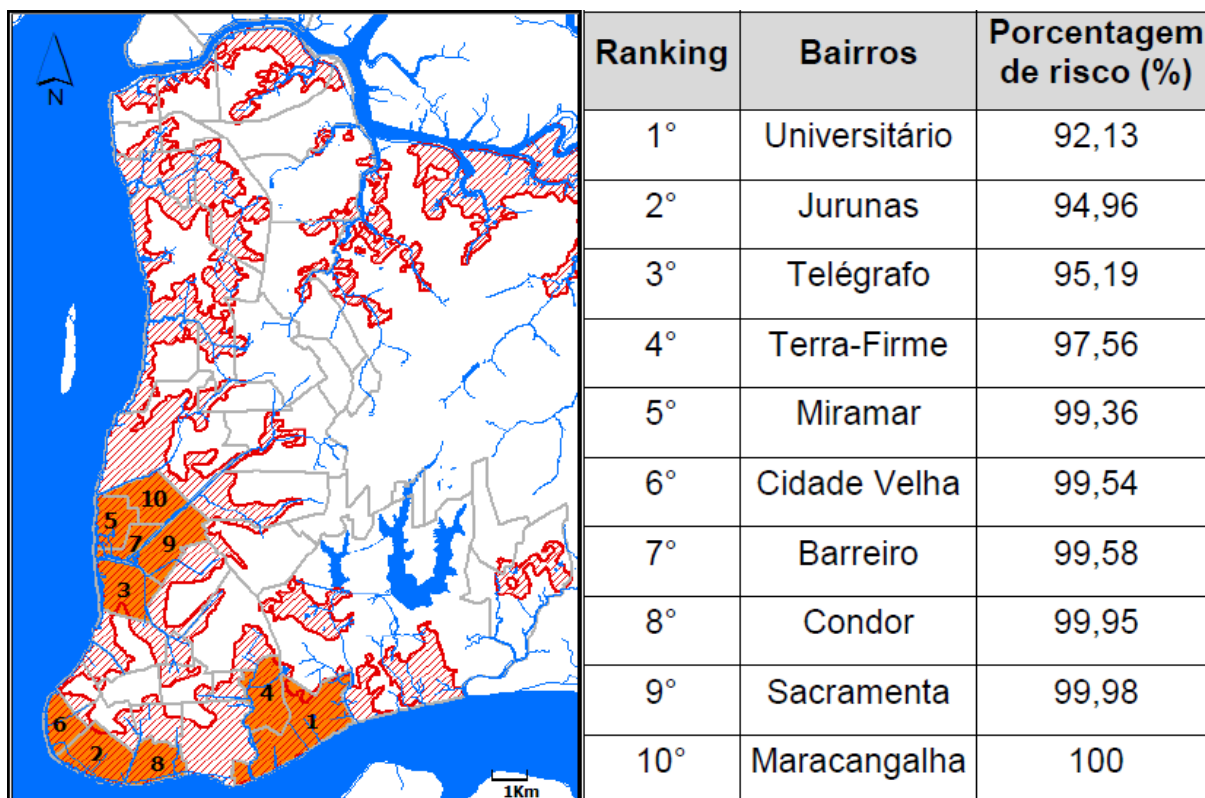 N
10
5
7
9
3
4
1
6
2
8
1Km
Ranking Bairros Porcentagem de risco (%)
1° Universitário 92,13
2° Jurunas 94,96
3° Telégrafo 95,19
4° Terra-Firme 97,56
5° Miramar 99,36
6° Cidade Velha 99,54
7° Barreiro 99,58
8° Condor 99,95
9° Sacramenta 99,98
10° Maracangalha 100